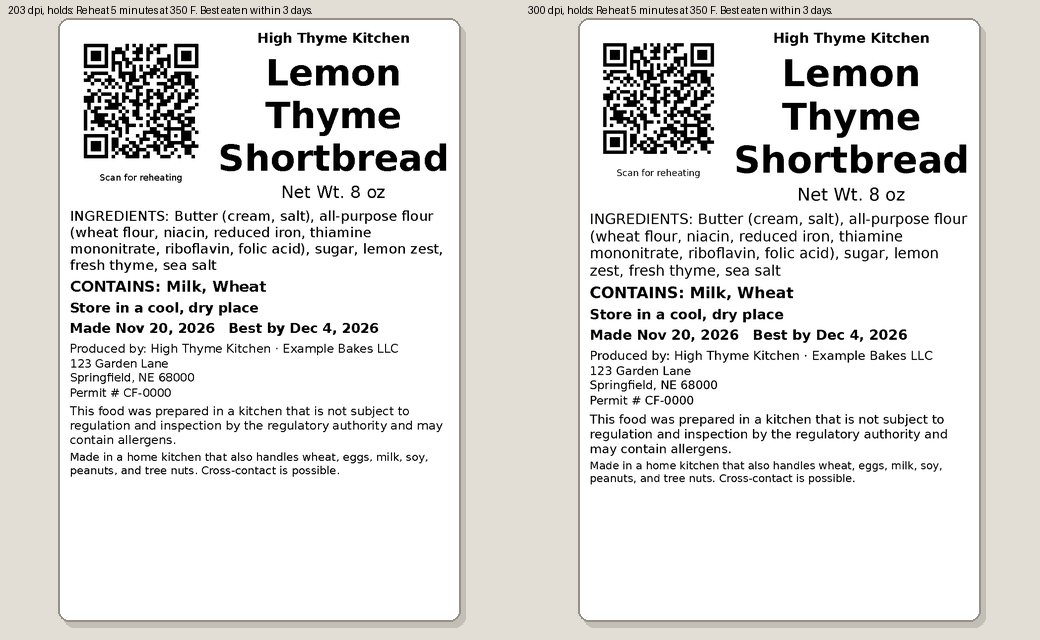 203 dpi, holds: Reheat 5 minutes at 350 F. Best eaten within 3 days.
High Thyme Kitchen
Lemon
Thyme
Shortbread
Scan for reheating
Net Wt. 8 oz
INGREDIENTS: Butter (cream, salt), all-purpose flour
(wheat flour, niacin, reduced iron, thiamine
mononitrate, riboflavin, folic acid), sugar, lemon zest,
fresh thyme, sea salt
CONTAINS: Milk, Wheat
Store in a cool, dry place
Made Nov 20, 2026 Best by Dec 4, 2026
Produced by: High Thyme Kitchen · Example Bakes LLC
123 Garden Lane
Springfield, NE 68000
Permit # CF-0000
This food was prepared in a kitchen that is not subject to
regulation and inspection by the regulatory authority and may
contain allergens.
Made in a home kitchen that also handles wheat, eggs, milk, soy,
peanuts, and tree nuts. Cross-contact is possible.
300 dpi, holds: Reheat 5 minutes at 350 F. Best eaten within 3 days.
High Thyme Kitchen
Lemon
Thyme
Shortbread
Scan for reheating
Net Wt. 8 oz
INGREDIENTS: Butter (cream, salt), all-purpose flour
(wheat flour, niacin, reduced iron, thiamine
mononitrate, riboflavin, folic acid), sugar, lemon
zest, fresh thyme, sea salt
CONTAINS: Milk, Wheat
Store in a cool, dry place
Made Nov 20, 2026 Best by Dec 4, 2026
Produced by: High Thyme Kitchen · Example Bakes LLC
123 Garden Lane
Springfield, NE 68000
Permit # CF-0000
This food was prepared in a kitchen that is not subject to
regulation and inspection by the regulatory authority and
may contain allergens.
Made in a home kitchen that also handles wheat, eggs, milk, soy,
peanuts, and tree nuts. Cross-contact is possible.